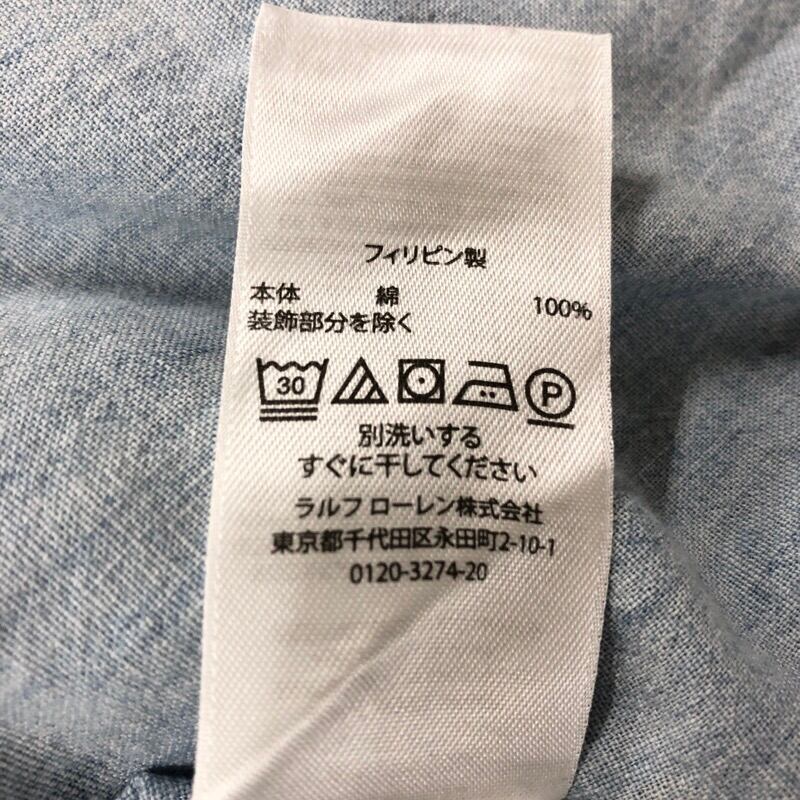 フィリピン製
本体 綿 100%
装飾部分を除く
30 P
別洗いする
すぐに干してください
ラルフ ローレン株式会社
東京都千代田区永田町2-10-1
0120-3274-20